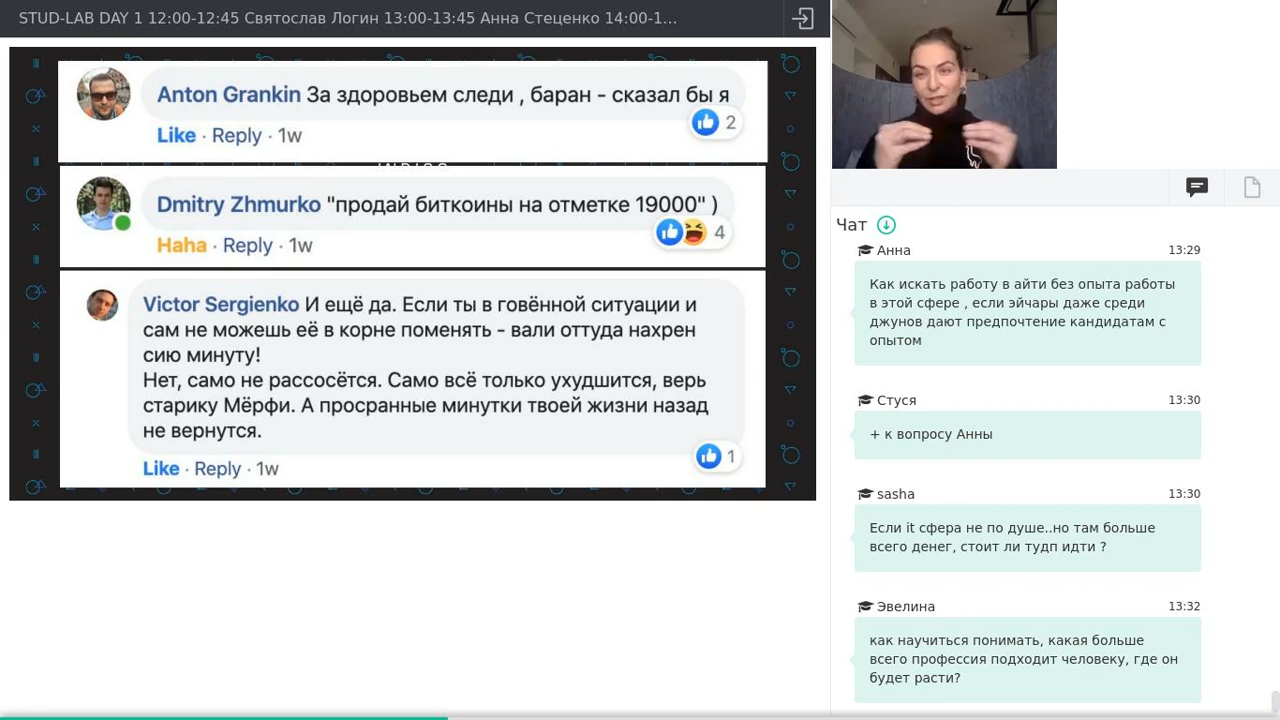 STUD-LAB DAY 1 12:00-12:45 Святослав Логин 13:00-13:45 Анна Стеценко 14:00-1...
Anton Grankin За здоровьем следи , баран - сказал бы я
2
Like · Reply · 1w
Dmitry Zhmurko "продай биткоины на отметке 19000" )
4
Haha · Reply · 1w
Victor Sergienko И ещё да. Если ты в говённой ситуации и
сам не можешь её в корне поменять - вали оттуда нахрен
сию минуту!
Нет, само не рассосётся. Само всё только ухудшится, верь
старику Мёрфи. А просранные минутки твоей жизни назад
не вернутся.
1
Like · Reply · 1w
Чат
Анна 13:29
Как искать работу в айти без опыта работы
в этой сфере , если эйчары даже среди
джунов дают предпочтение кандидатам с
опытом
Стуся 13:30
+ к вопросу Анны
sasha 13:30
Если it сфера не по душе..но там больше
всего денег, стоит ли тудп идти ?
Эвелина 13:32
как научиться понимать, какая больше
всего профессия подходит человеку, где он
будет расти?